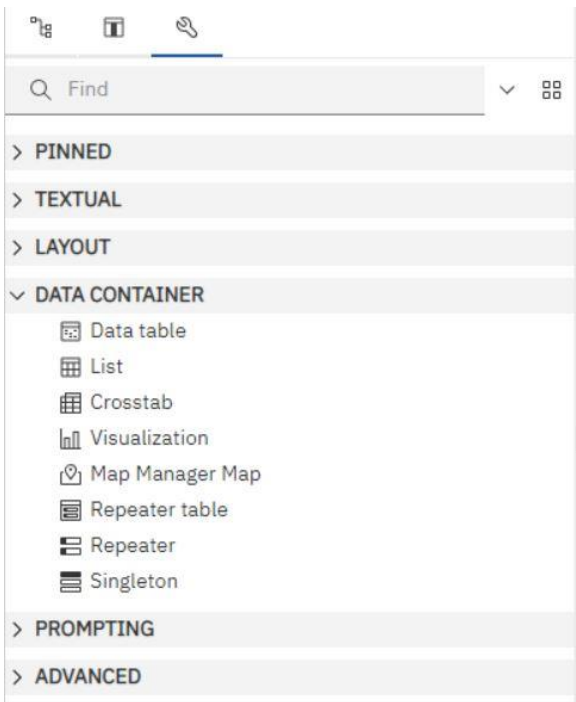 Find
PINNED
TEXTUAL
LAYOUT
DATA CONTAINER
Data table
List
Crosstab
Visualization
Map Manager Map
Repeater table
Repeater
Singleton
PROMPTING
ADVANCED